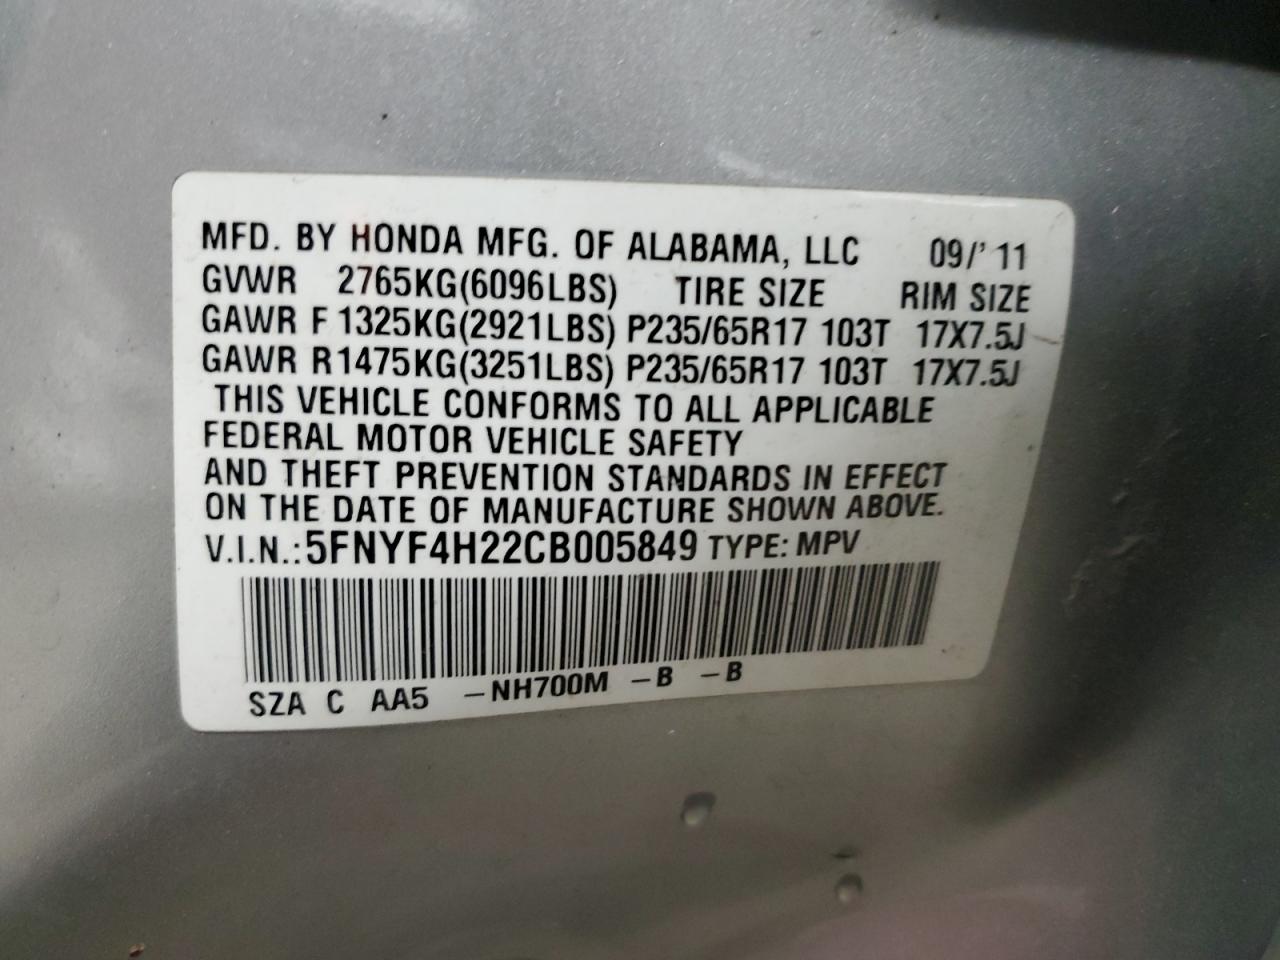 MFD. BY HONDA MFG. OF ALABAMA, LLC 09/'11
GVWR 2765KG(6096LBS) TIRE SIZE RIM SIZE
GAWR F 1325KG(2921LBS) P235/65R17 103T 17X7.5J
GAWR R 1475KG(3251LBS) P235/65R17 103T 17X7.5J
THIS VEHICLE CONFORMS TO ALL APPLICABLE
FEDERAL MOTOR VEHICLE SAFETY
AND THEFT PREVENTION STANDARDS IN EFFECT
ON THE DATE OF MANUFACTURE SHOWN ABOVE.
V.I.N.: 5FNYF4H22CB005849 TYPE: MPV
SZA C AA5 –NH700M –B –B